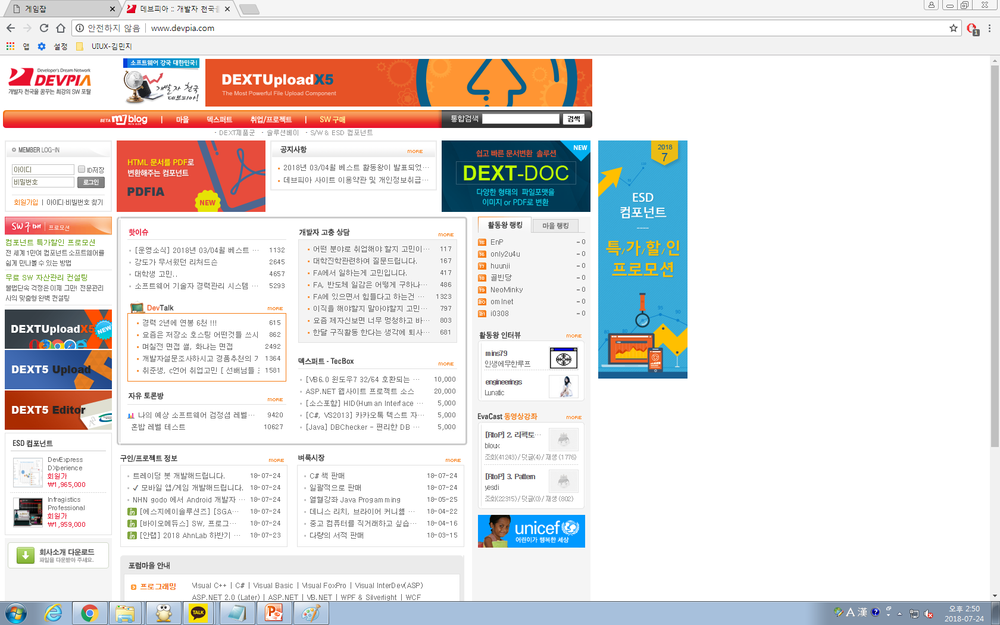 게임잡
데브피아 :: 개발자 천국을
안전하지 않음 www.devpia.com
앱 설정 UIUX-김민지
Developer's Dream Network
DEVPIA
개발자 천국을 꿈꾸는 최강의 SW 포탈
소프트웨어 강국 대한민국!
개발자 천국
데브피아!
DEXTUploadX5
The Most Powerful File Upload Component
BETA m7blog | 마을 덱스퍼트 취업/프로젝트 | SW 구매
통합검색 검색
· DEXT제품군 · 솔루션베이 · S/W & ESD 컴포넌트
MEMBER LOG-IN
아이디 ID저장
비밀번호 로그인
회원가입 | 아이디·비밀번호 찾기
HTML 문서를 PDF로
변환해주는 컴포넌트
PDFIA
NEW
공지사항 MORE
2018년 03/04월 베스트 활동왕이 발표되었…
데브피아 사이트 이용약관 및 개인정보취급…
NEW
쉽고 빠른 문서변환 솔루션
DEXT-DOC
다양한 형태의 파일포맷을
이미지 or PDF로 변환
2018
7
ESD
컴포넌트
특/가/할/인
프로모션
SW구매 | 프로모션
컴포넌트 특가할인 프로모션
전 세계 1만여 컴포넌트소프트웨어를
쉽게 만나볼 수 있는 방법
무료 SW 자산관리 컨설팅
불법단속 걱정은 이제 그만! 전문관리
사의 맞춤형 완벽 컨설팅
DEXTUploadX5 NEW
DEXT5 Upload
DEXT5 Editor
ESD 컴포넌트
DevExpress
DXperience
회원가
₩1,965,000
Infragistics
Professional
회원가
₩1,959,000
회사소개 다운로드
파일을 다운받아 주세요.
핫이슈
[운영소식] 2018년 03/04월 베스트 … 1132
강도가 무서웠던 리처드슨 2645
대학생 고민.. 4657
소프트웨어 기술자 경력관리 시스템 … 5293
DevTalk MORE
경력 2년에 연봉 6천 !!! 615
요즘은 저장소 호스팅 어떤것들 쓰시 862
며칠전 면접 썰, 화나는 면접 2492
개발자설문조사하시고 경품추천의 기 1364
취준생, c언어 취업고민 [ 선배님들 1581
자유 토론방 MORE
나의 예상 소프트웨어 검정셤 레벨… 9420
혼밥 레벨 테스트 10627
개발자 고충 상담 MORE
어떤 분야로 취업해야 할지 고민이… 117
대학진학관련하여 질문드립니다. 167
FA에서 일하는게 고민입니다. 417
FA, 반도체 일감은 어떻게 구하나… 486
FA에 있으면서 힘들다고 하는건 … 1323
이직을 해야할지 말아야할지 고민… 797
요즘 제자신보면 너무 멍청하고 바… 803
한달 구직활동 한다는 생각에 퇴사… 681
덱스퍼트 - TecBox MORE
[VB6.0 윈도우7 32/64 호환되는 … 10,000
ASP.NET 웹사이트 프로젝트 소스 20,000
[소스포함] HID(Human Interface … 5,000
[C#, VS2013] 카카오톡 텍스트 자… 5,000
[Java] DBChecker - 편리한 DB … 5,000
구인/프로젝트 정보 MORE
트레이딩 봇 개발해드립니다. 18-07-24
✓ 모바일 앱/게임 개발해드립니다. 18-07-24
NHN godo 에서 Android 개발자 … 18-07-24
[에스지에이솔루션즈] [SGA… 18-07-24
[바이오메듀스] SW, 프로그… 18-07-24
[안랩] 2018 AhnLab 하반기 … 18-07-23
벼룩시장 MORE
C# 책 판매 18-07-24
일괄적으로 판매 18-07-24
열혈강좌 Java Progamming 18-05-25
데니스 리치, 브라이어 커니핼 … 18-04-22
중고 컴퓨터를 직거래하고 싶습… 18-04-16
다량의 서적 판매 18-03-15
포럼마을 안내
프로그래밍 Visual C++ | C# | Visual Basic | Visual FoxPro | Visual InterDev(ASP)
ASP.NET 2.0 (Later) | ASP.NET | VB.NET | WPF & Silverlight | WCF
활동왕 랭킹 마을 랭킹
15 EnP - 0
16 only2u4u - 0
17 huunji - 0
18 골빈당 - 0
19 NeoMinky - 0
20 omInet - 0
21 i0308 - 0
활동왕 인터뷰 MORE
mins79
인생에무한루프
engineerings
Lunatic
EvaCast 동영상강좌 MORE
[RtoP] 2. 리팩토…
bloux
조회(41243) / 덧글(4) / 재생 (1776)
[RtoP] 3. Pattern
yesdi
조회(22315) / 덧글(0) / 재생 (802)
unicef
어린이가 행복한 세상
TALK
A 漢
오후 2:50
2018-07-24